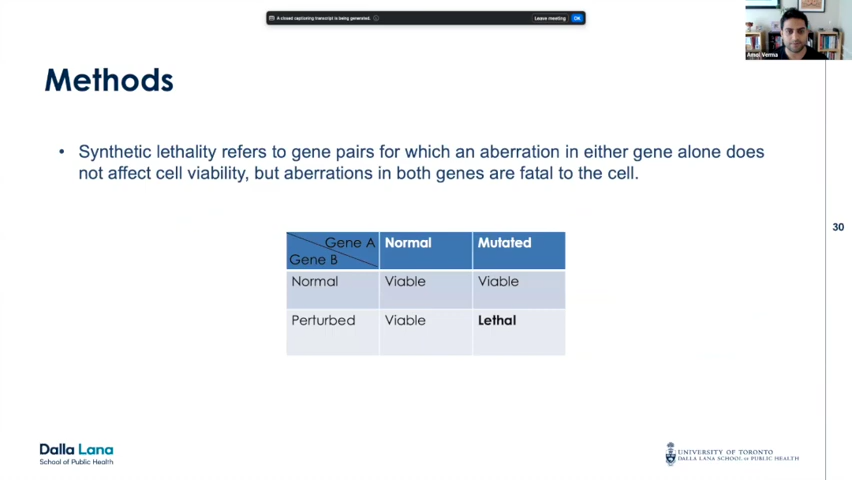 A closed captioning transcript is being generated.
Leave meeting
OK
Amol Verma
Methods
• Synthetic lethality refers to gene pairs for which an aberration in either gene alone does
not affect cell viability, but aberrations in both genes are fatal to the cell.
30
Gene A
Gene B
Normal
Mutated
Normal
Viable
Viable
Perturbed
Viable
Lethal
Dalla Lana
School of Public Health
UNIVERSITY OF TORONTO
DALLA LANA SCHOOL OF PUBLIC HEALTH